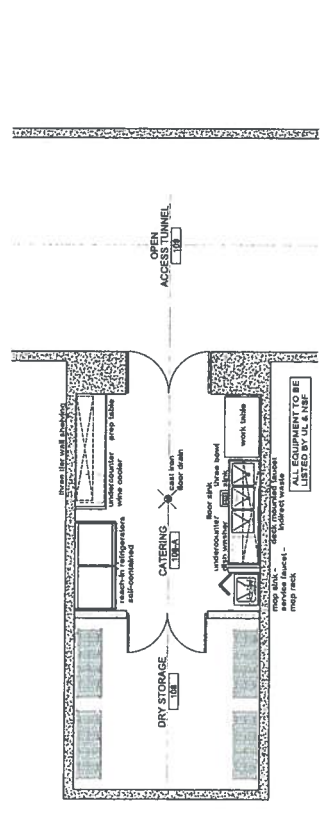 OPEN
ACCESS TUNNEL
109
three tier wall shelving
undercounter
wine cooler
prep table
cast iron
floor drain
reach-in refrigerators
self-contained
CATERING
108-A
floor sink
undercounter
dish washer
three bowl
sink
work table
deck mounted faucet
indirect waste
mop sink -
service faucet -
mop rack
ALL EQUIPMENT TO BE
LISTED BY UL & NSF
DRY STORAGE
108